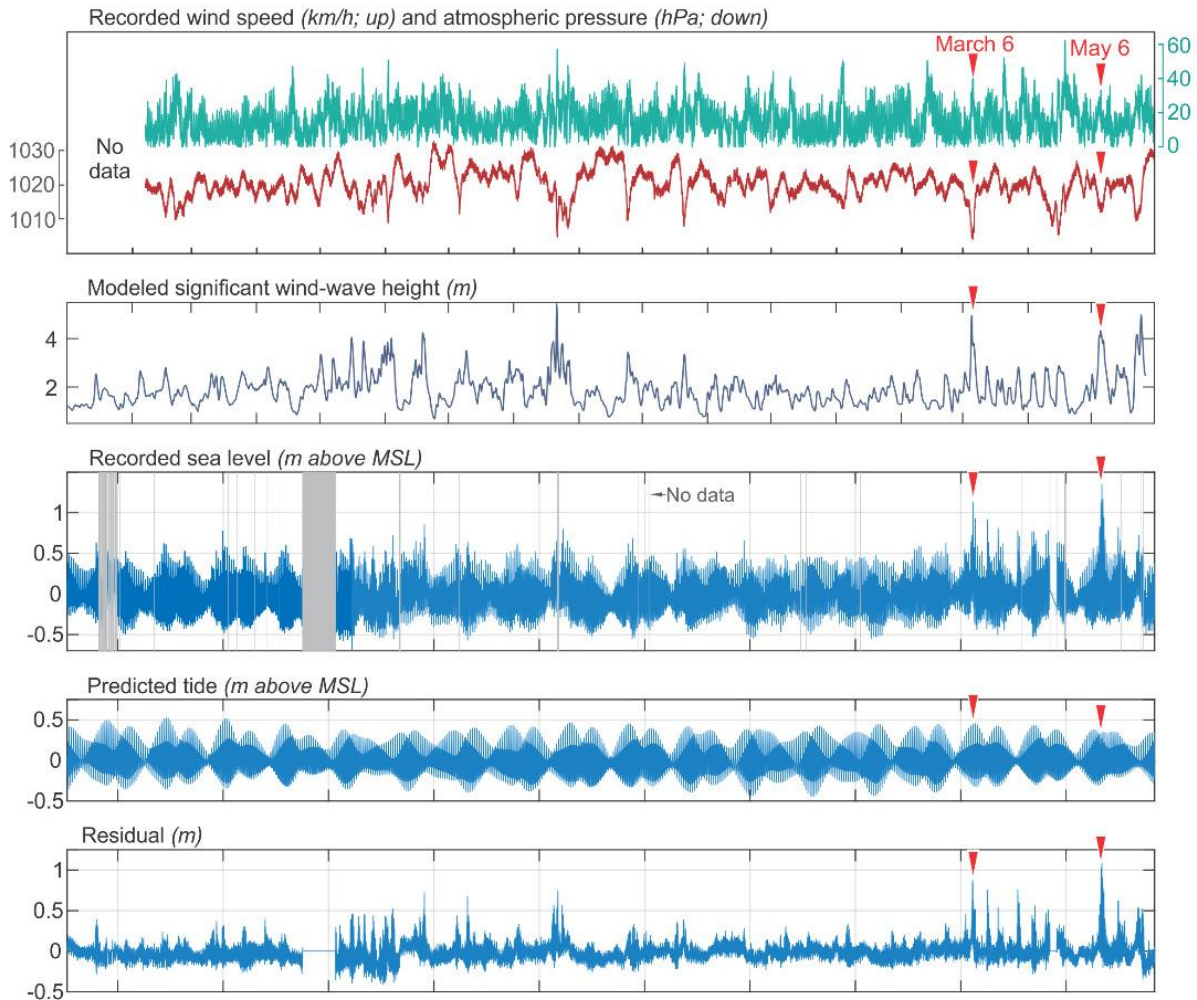 Recorded wind speed (km/h; up) and atmospheric pressure (hPa; down)
March 6
May 6
60
40
20
0
No
data
1030
1020
1010
Modeled significant wind-wave height (m)
4
2
Recorded sea level (m above MSL)
No data
1
0.5
0
-0.5
Predicted tide (m above MSL)
0.5
0
-0.5
Residual (m)
1
0.5
0